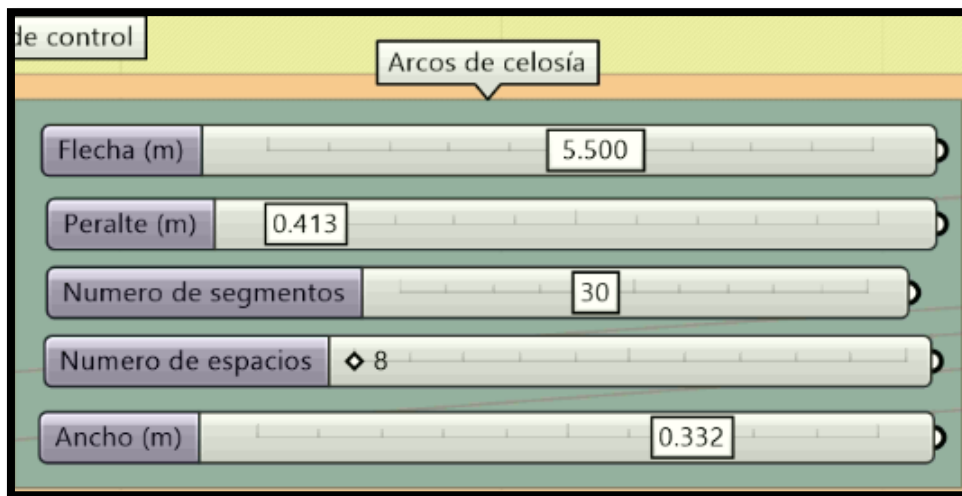 de control
Arcos de celosía
Flecha (m) 5.500
Peralte (m) 0.413
Numero de segmentos 30
Numero de espacios 8
Ancho (m) 0.332